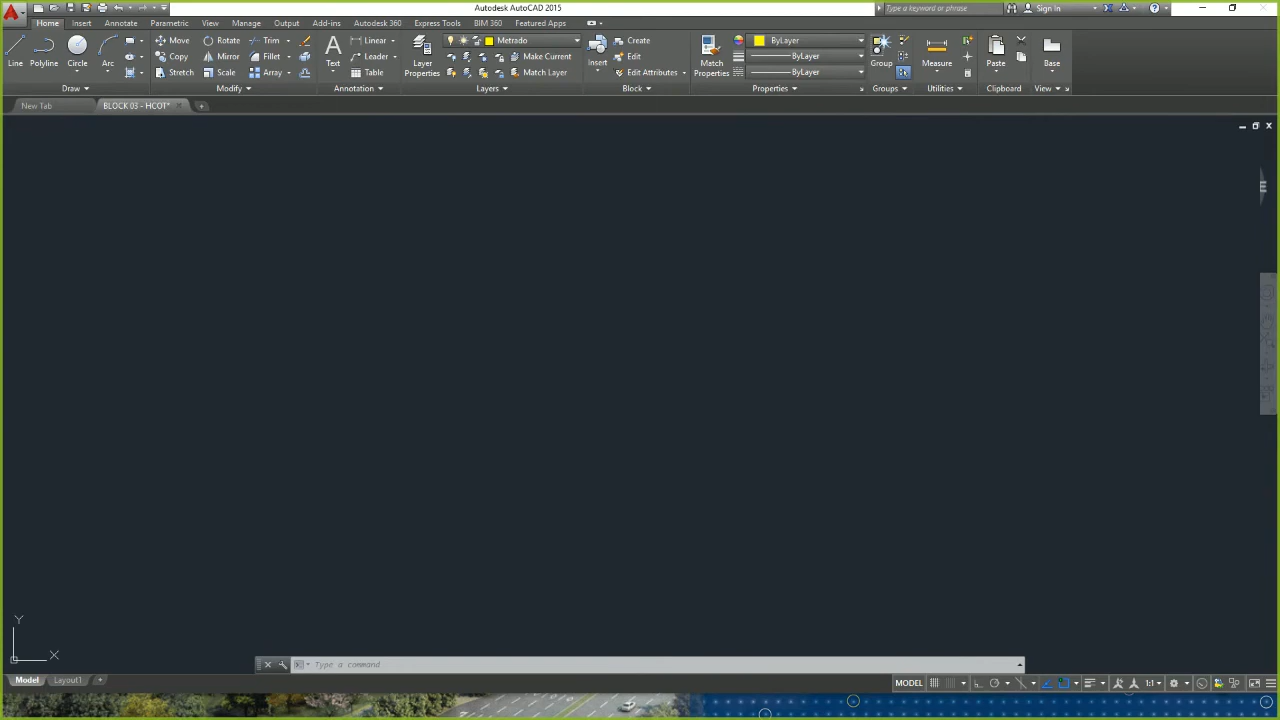 Autodesk AutoCAD 2015
Type a keyword or phrase
Sign In
Home Insert Annotate Parametric View Manage Output Add-ins Autodesk 360 Express Tools BIM 360 Featured Apps
Line Polyline Circle Arc
Move Rotate Trim
Copy Mirror Fillet
Stretch Scale Array
Text
Linear
Leader
Table
Layer Properties
Metrado
Make Current
Match Layer
Insert
Create
Edit
Edit Attributes
Match Properties
ByLayer
ByLayer
ByLayer
Group
Measure
Paste
Base
Draw Modify Annotation Layers Block Properties Groups Utilities Clipboard View
New Tab BLOCK 03 - HCOT*
Y
X
Type a command
Model Layout1
MODEL 1:1